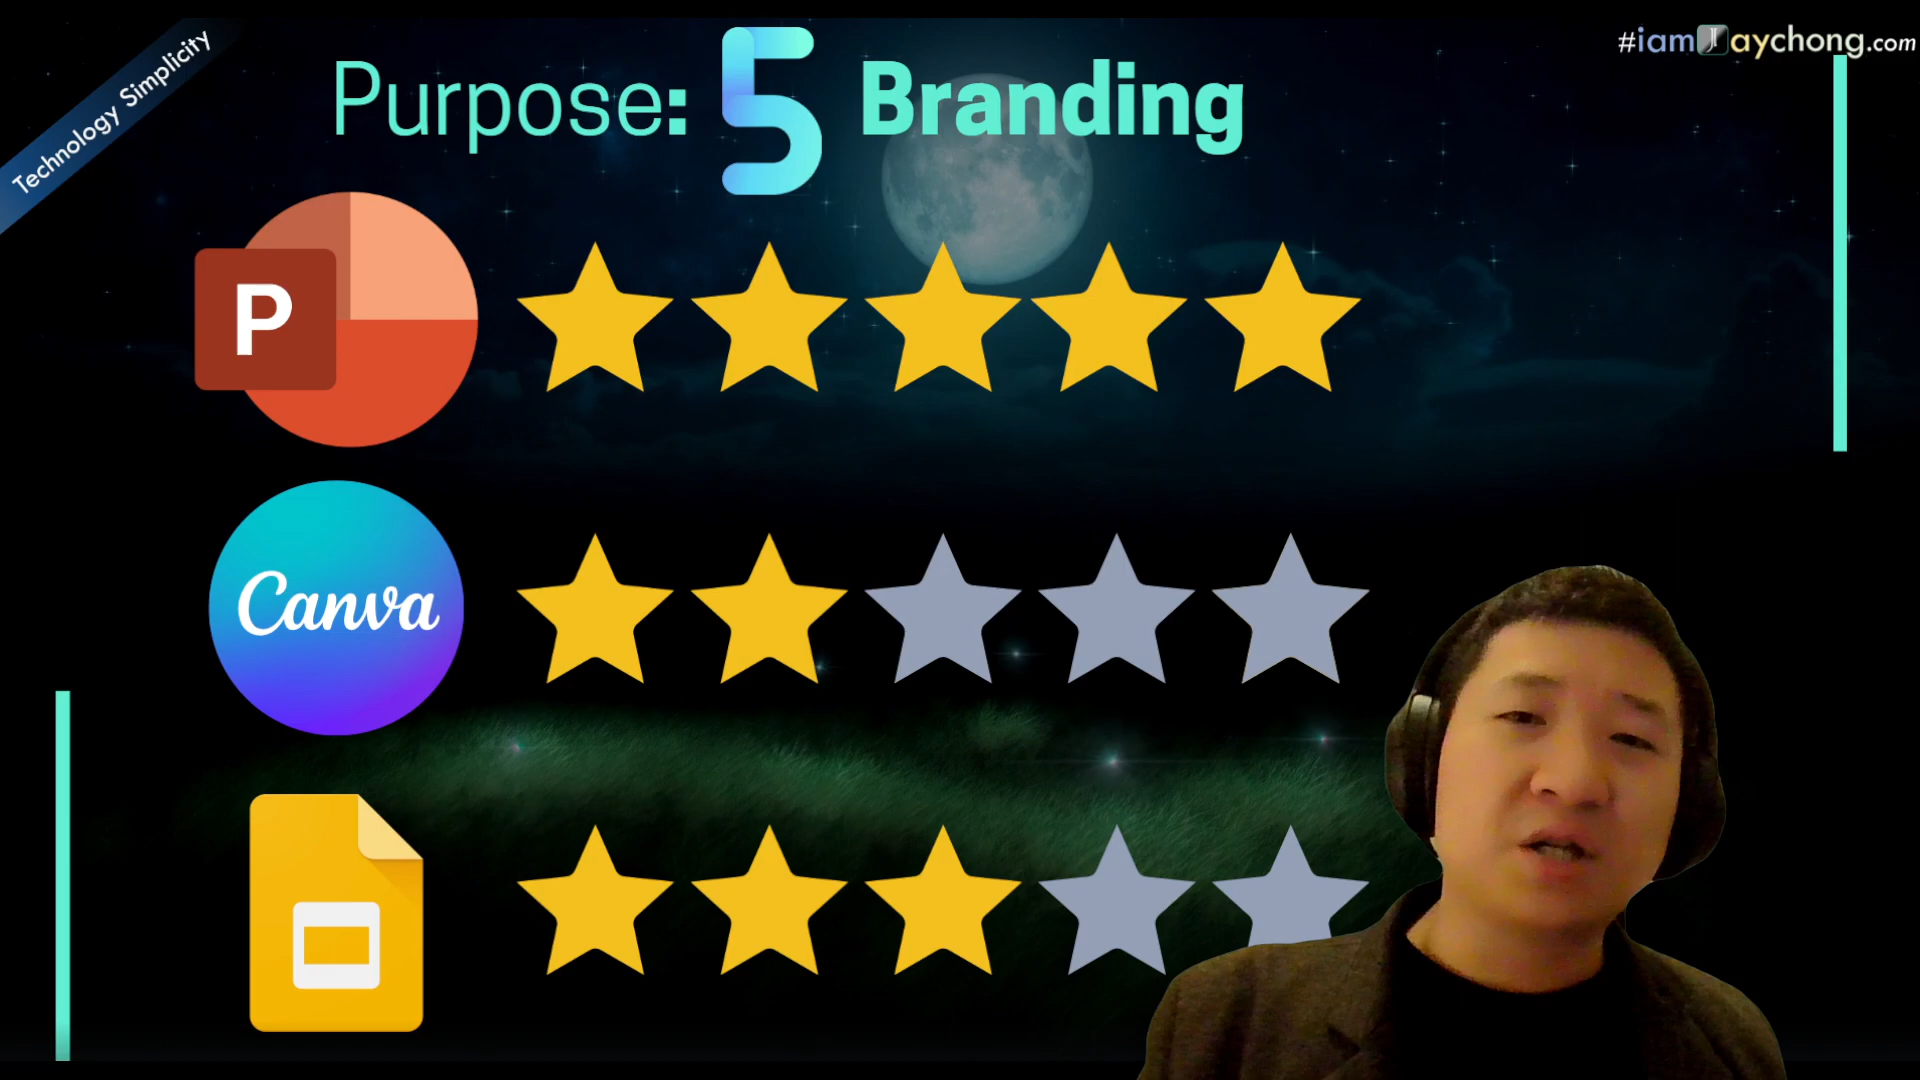 Technology Simplicity
#iamJaychong.com
Purpose: 5 Branding
P
Canva